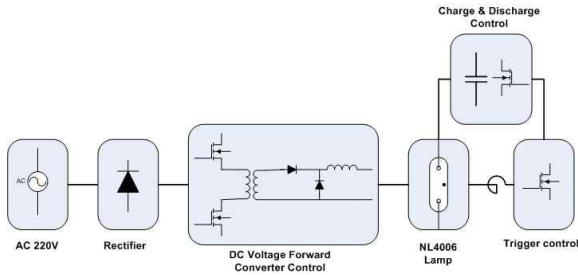 Charge & Discharge
Control
AC
AC 220V
Rectifier
DC Voltage Forward
Converter Control
NL4006
Lamp
Trigger control